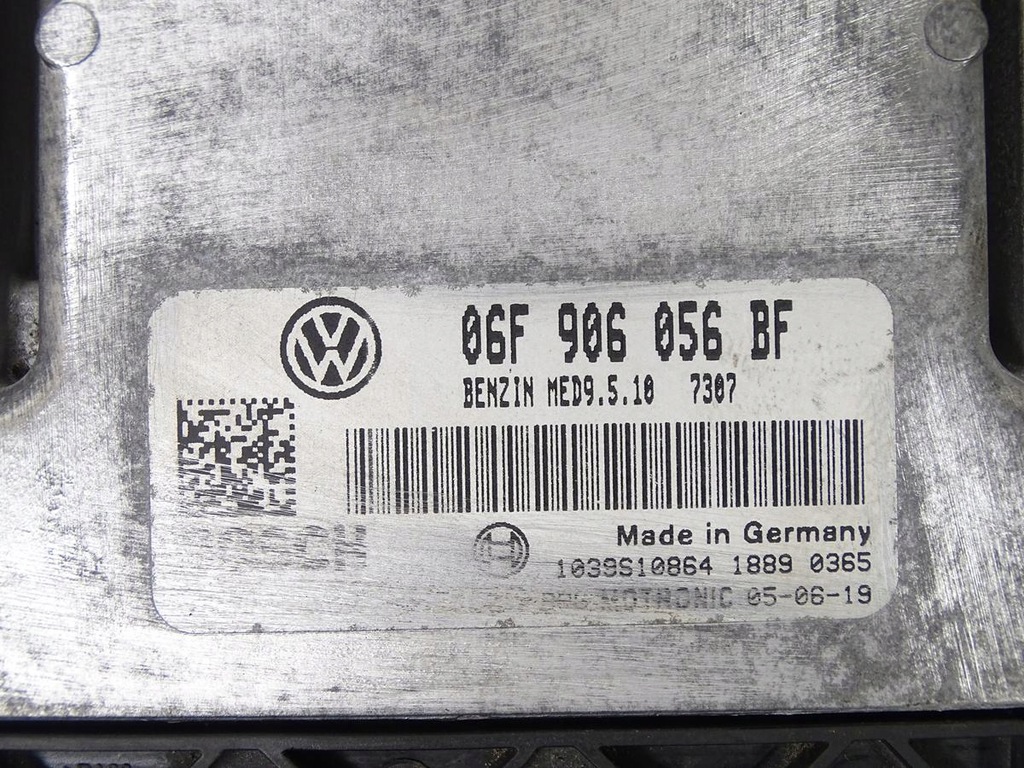 06F 906 056 BF
BENZIN MED9.5.10 7307
Made in Germany
1039S10864 1889 0365
MOTRONIC 05-06-19